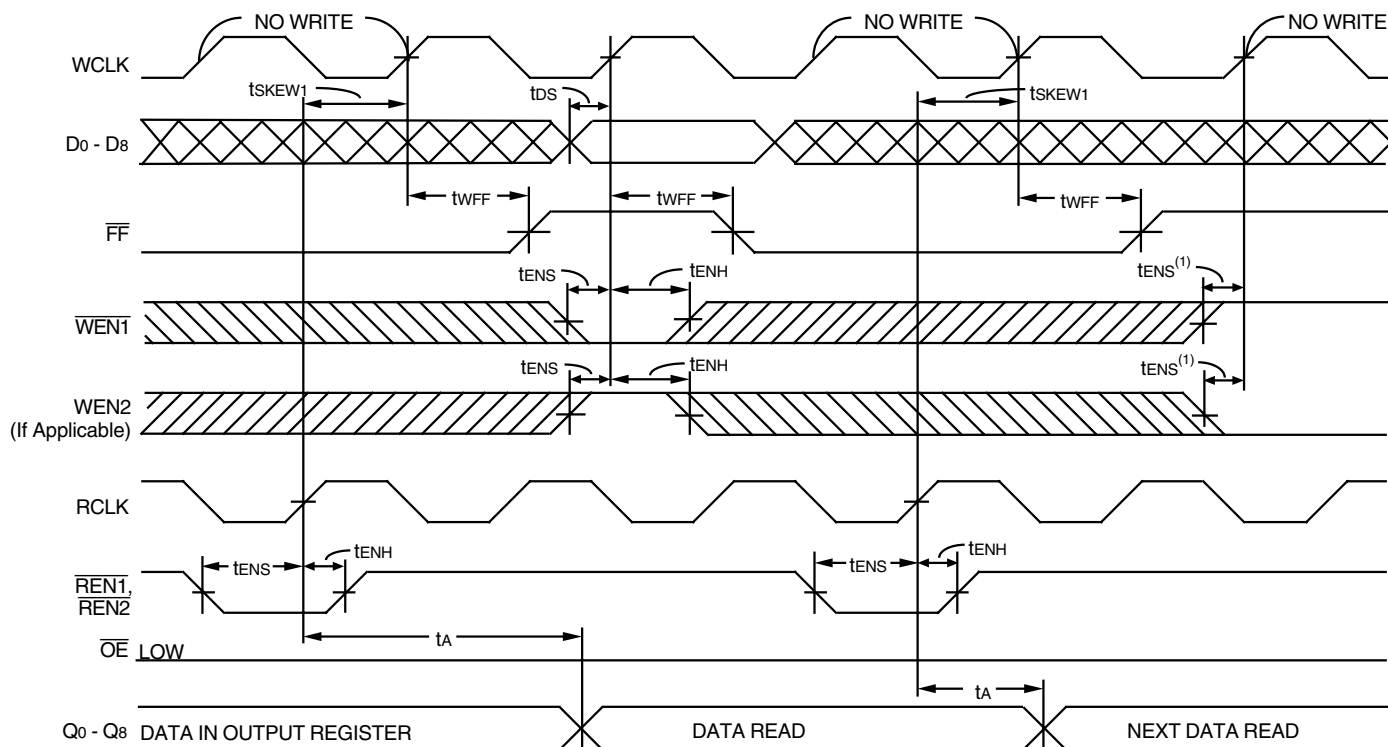 NO WRITE
NO WRITE
NO WRITE
WCLK
tSKEW1
tDS
tSKEW1
D0 - D8
tWFF
tWFF
tWFF
FF
tENS
tENH
tENS(1)
WEN1
tENS
tENH
tENS(1)
WEN2
(If Applicable)
RCLK
tENS
tENH
tENS
tENH
REN1,
REN2
tA
OE LOW
tA
Q0 - Q8 DATA IN OUTPUT REGISTER DATA READ NEXT DATA READ